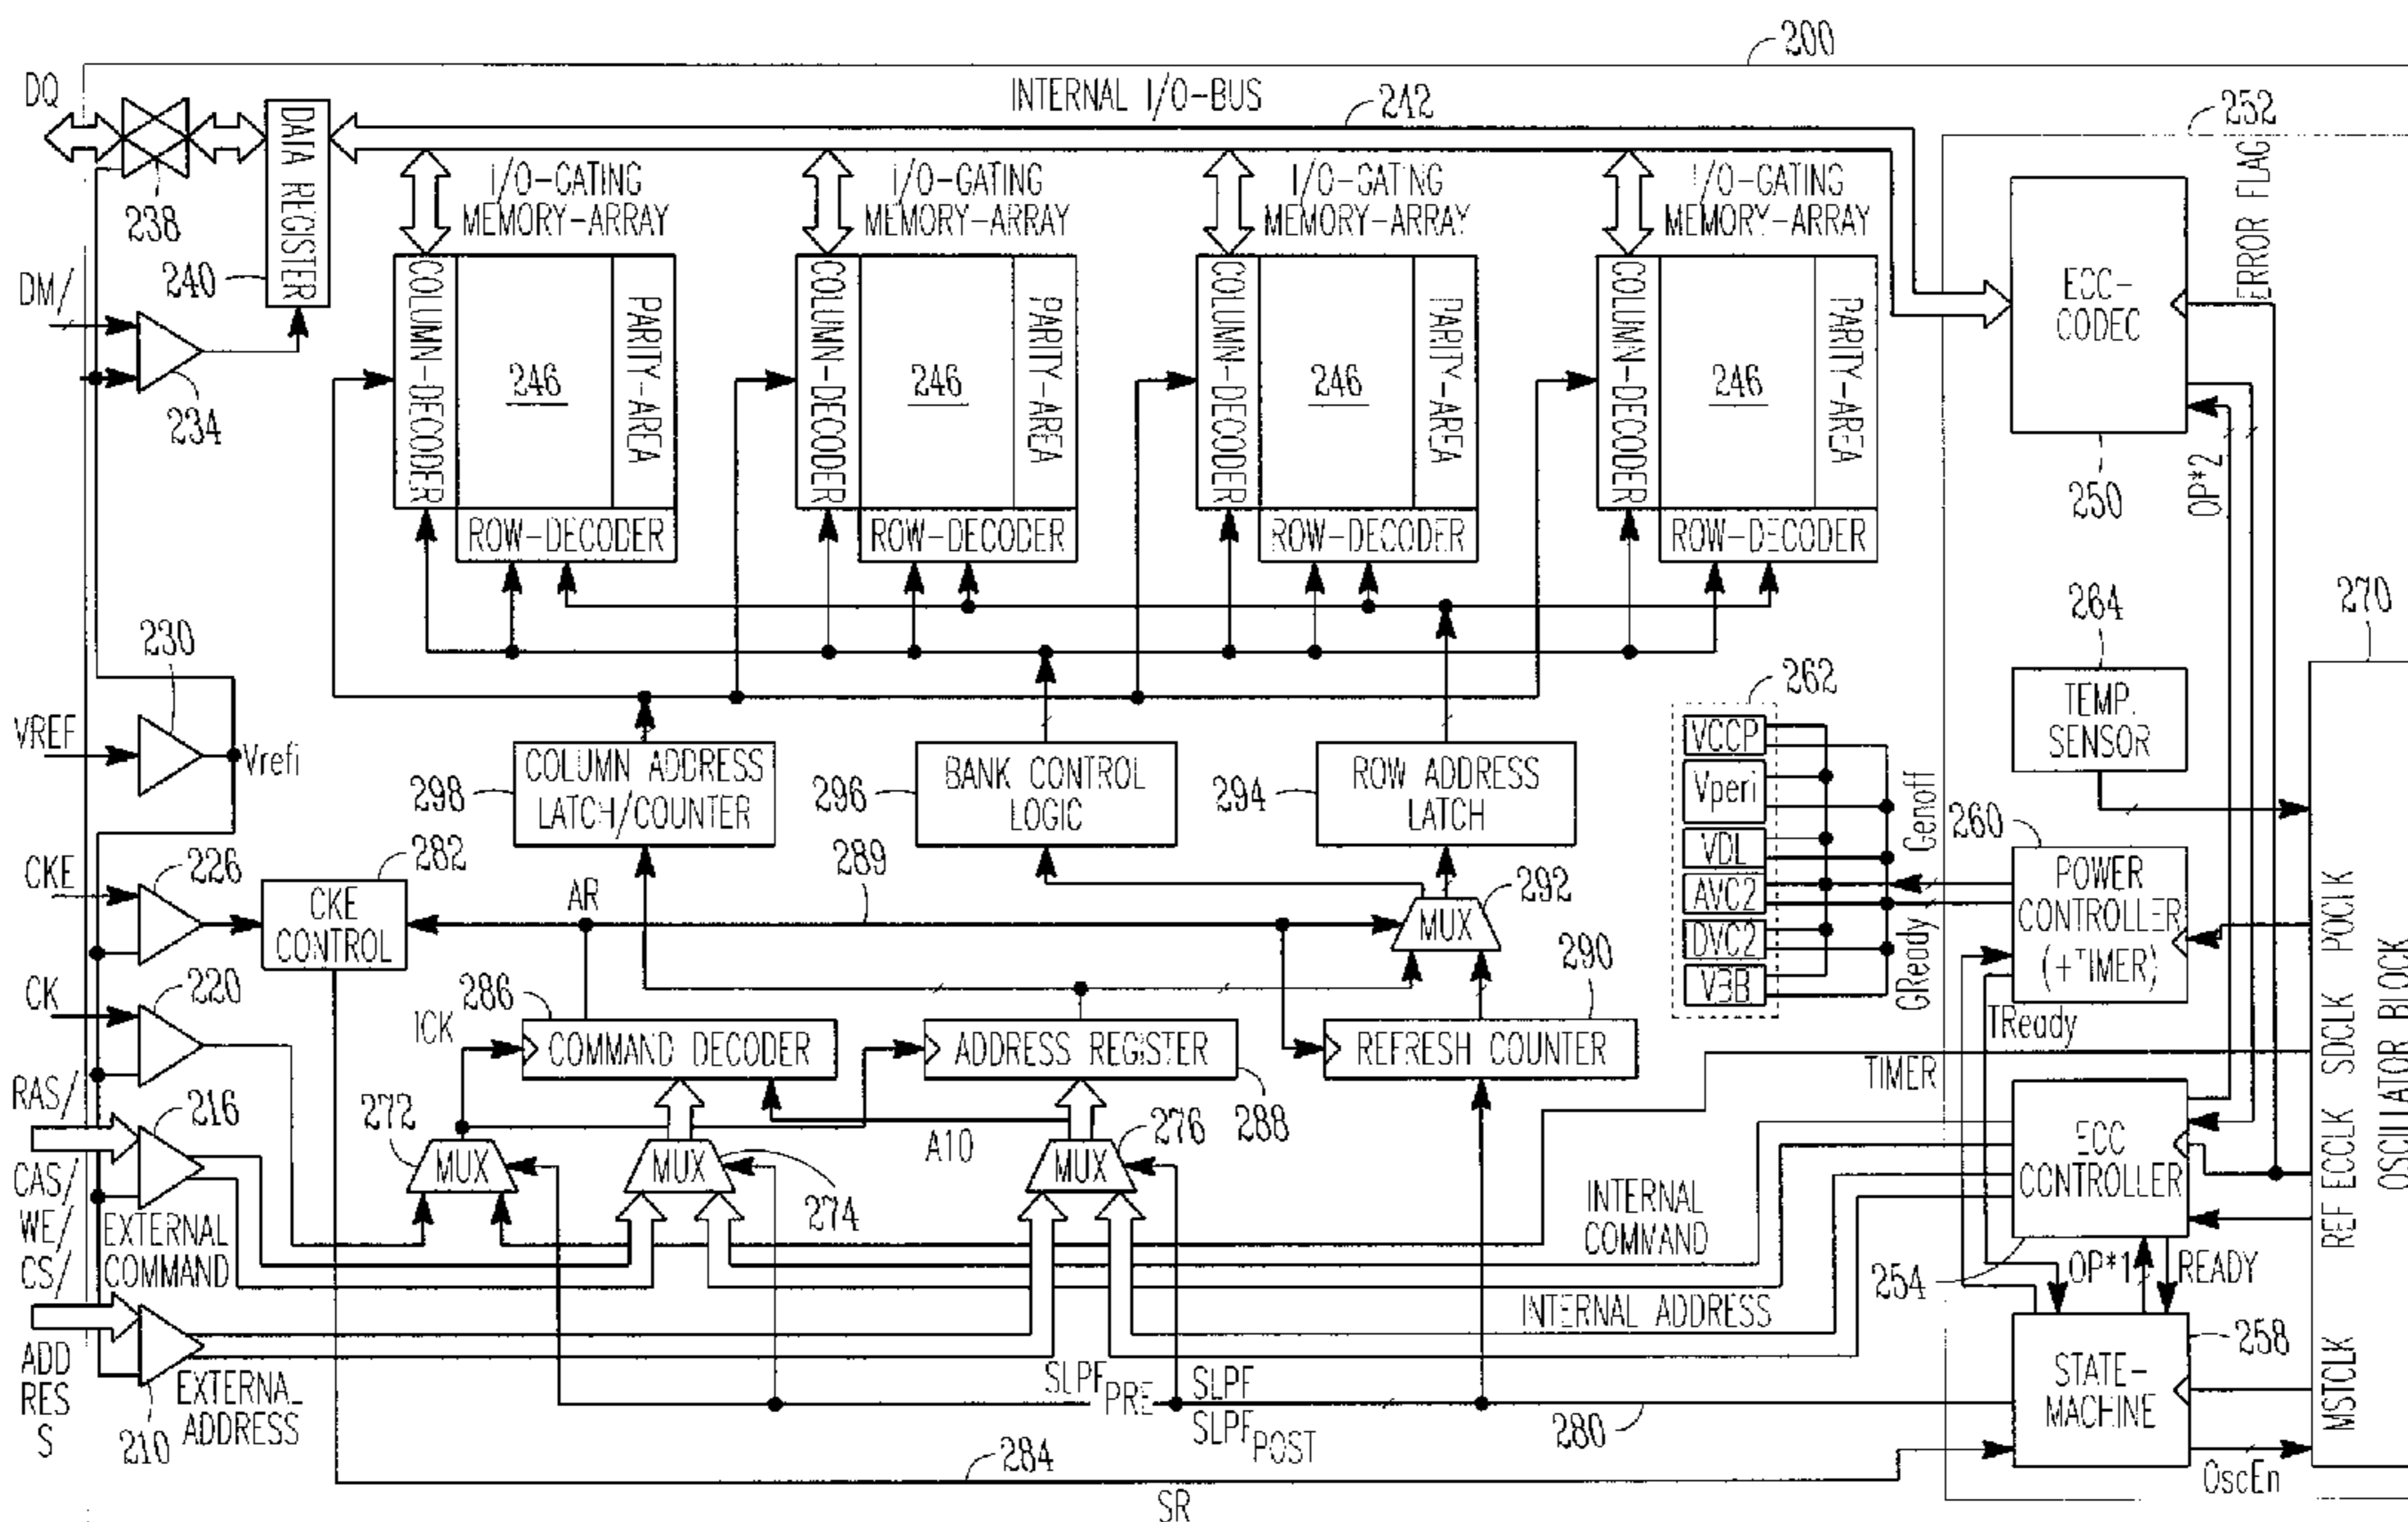 200
DQ
INTERNAL I/O-BUS
242
252
DATA REGISTER
ERROR FLAG
238
I/O-GATING
MEMORY-ARRAY
I/O-GATING
MEMORY-ARRAY
I/O-GATING
MEMORY-ARRAY
I/O-GATING
MEMORY-ARRAY
DM/
240
COLUMN-DECODER
246
PARITY-AREA
ROW-DECODER
COLUMN-DECODER
246
PARITY-AREA
ROW-DECODER
COLUMN-DECODER
246
PARITY-AREA
ROW-DECODER
COLUMN-DECODER
246
PARITY-AREA
ROW-DECODER
ECC-
CODEC
234
OP*2
250
264
270
230
TEMP.
SENSOR
262
VREF
Vrefi
298
COLUMN ADDRESS
LATCH/COUNTER
296
BANK CONTROL
LOGIC
294
ROW ADDRESS
LATCH
VCCP
Vperi
VDL
AVC2
DVC2
VBB
Genoff
GReady
260
POWER
CONTROLLER
(+TIMER)
CKE
226
282
CKE
CONTROL
AR
289
292
MUX
290
CK
220
ICK
286
COMMAND DECODER
ADDRESS REGISTER
REFRESH COUNTER
TReady
TIMER
RAS/
CAS/
WE/
CS/
216
EXTERNAL
COMMAND
272
MUX
MUX
274
A10
MUX
276
288
INTERNAL
COMMAND
ECC
CONTROLLER
254
OP*1
READY
INTERNAL ADDRESS
ADD
RES
S
210
EXTERNAL
ADDRESS
SLPF PRE
SLPF
SLPF POST
280
STATE-
MACHINE
258
284
SR
OscEn
MSTCLK
REF ECCLK SDCLK POCLK
OSCILLATOR BLOCK